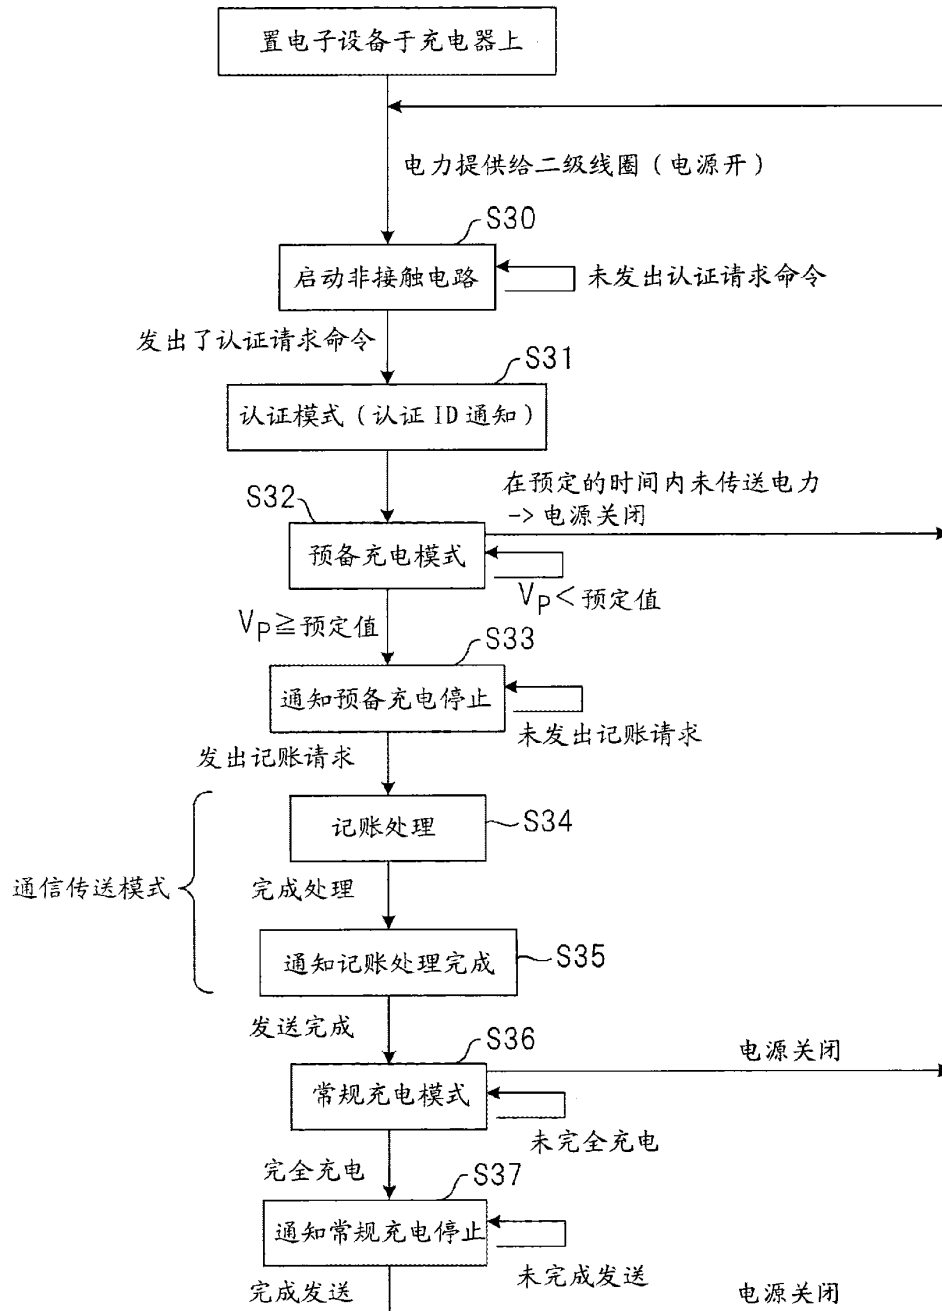 置电子设备于充电器上
电力提供给二级线圈（电源开）
S30
启动非接触电路
未发出认证请求命令
发出了认证请求命令
S31
认证模式（认证 ID 通知）
在预定的时间内未传送电力
-> 电源关闭
S32
预备充电模式
VP<预定值
VP≧预定值
S33
通知预备充电停止
未发出记账请求
发出记账请求
记账处理
S34
通信传送模式
完成处理
通知记账处理完成
S35
发送完成
S36
电源关闭
常规充电模式
未完全充电
完全充电
S37
通知常规充电停止
未完成发送
完成发送
电源关闭